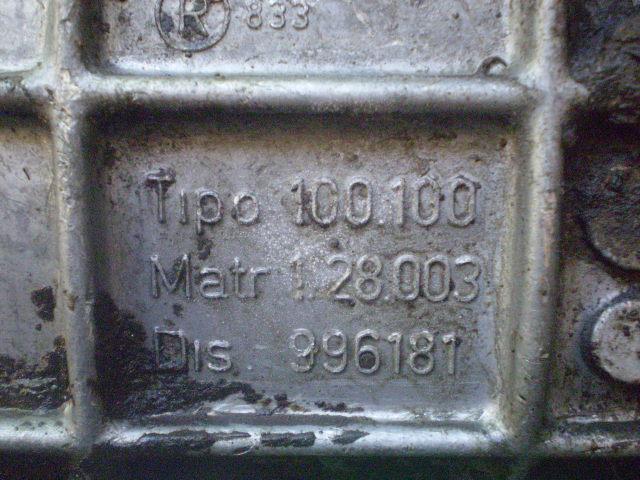 R 833
Tipo 100.100
Matr 1.28.003
Dis. 996181